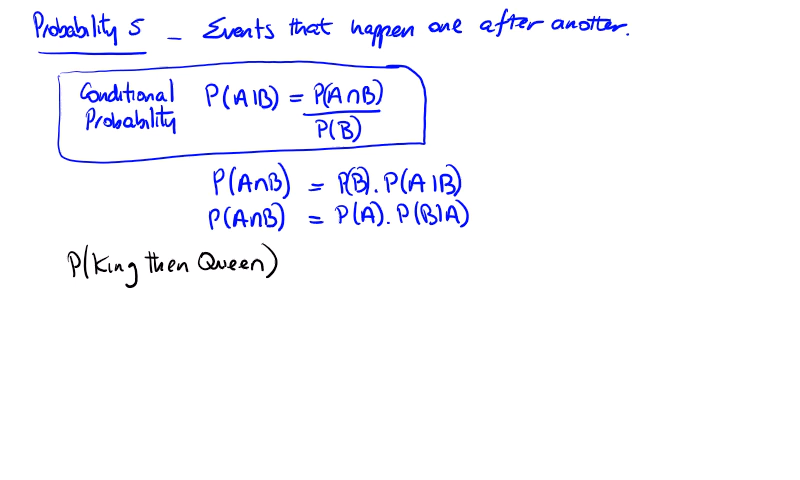 Probability 5 – Events that happen one after another.
Conditional Probability P(A|B) = P(A∩B) / P(B)
P(A∩B) = P(B). P(A|B)
P(A∩B) = P(A). P(B|A)
P(King then Queen)